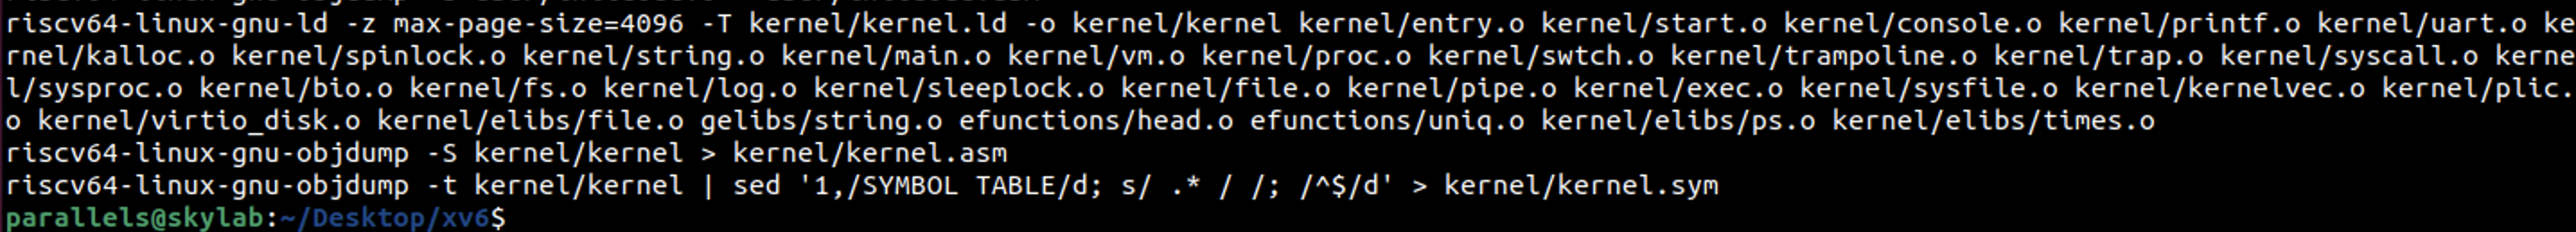 riscv64-linux-gnu-ld -z max-page-size=4096 -T kernel/kernel.ld -o kernel/kernel kernel/entry.o kernel/start.o kernel/console.o kernel/printf.o kernel/uart.o ke
rnel/kalloc.o kernel/spinlock.o kernel/string.o kernel/main.o kernel/vm.o kernel/proc.o kernel/swtch.o kernel/trampoline.o kernel/trap.o kernel/syscall.o kerne
l/sysproc.o kernel/bio.o kernel/fs.o kernel/log.o kernel/sleeplock.o kernel/file.o kernel/pipe.o kernel/exec.o kernel/sysfile.o kernel/kernelvec.o kernel/plic.
o kernel/virtio_disk.o kernel/elibs/file.o gelibs/string.o efunctions/head.o efunctions/uniq.o kernel/elibs/ps.o kernel/elibs/times.o
riscv64-linux-gnu-objdump -S kernel/kernel > kernel/kernel.asm
riscv64-linux-gnu-objdump -t kernel/kernel | sed '1,/SYMBOL TABLE/d; s/ .* / /; /^$/d' > kernel/kernel.sym
parallels@skylab:~/Desktop/xv6$